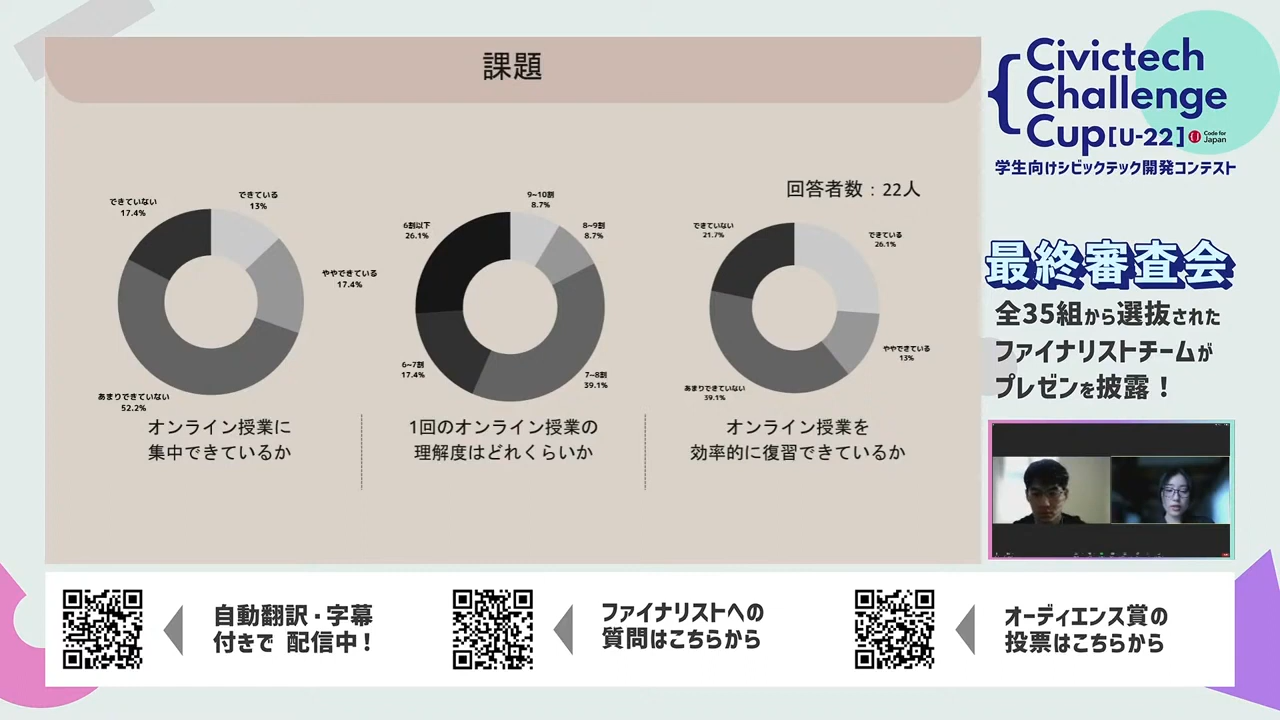 課題
回答者数：22人
できていない
17.4%
できている
13%
ややできている
17.4%
あまりできていない
52.2%
オンライン授業に
集中できているか
6割以下
26.1%
9~10割
8.7%
8~9割
8.7%
6~7割
17.4%
7~8割
39.1%
1回のオンライン授業の
理解度はどれくらいか
できていない
21.7%
できている
26.1%
ややできている
13%
あまりできていない
39.1%
オンライン授業を
効率的に復習できているか
Civictech
Challenge
Cup[U-22]
Code for
Japan
学生向けシビックテック開発コンテスト
最終審査会
全35組から選抜された
ファイナリストチームが
プレゼンを披露！
自動翻訳・字幕
付きで 配信中！
ファイナリストへの
質問はこちらから
オーディエンス賞の
投票はこちらから